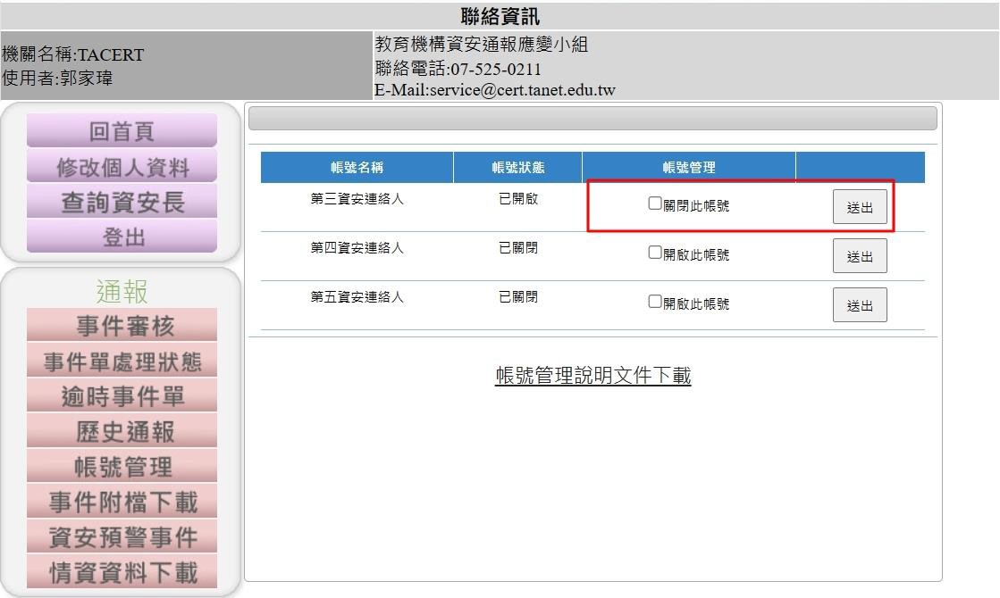 聯絡資訊
機關名稱:TACERT
使用者:郭家瑋
教育機構資安通報應變小組
聯絡電話:07-525-0211
E-Mail:service@cert.tanet.edu.tw
回首頁
修改個人資料
查詢資安長
登出
通報
事件審核
事件單處理狀態
逾時事件單
歷史通報
帳號管理
事件附檔下載
資安預警事件
情資資料下載
帳號名稱 帳號狀態 帳號管理
第三資安連絡人 已開啟 關閉此帳號 送出
第四資安連絡人 已關閉 開啟此帳號 送出
第五資安連絡人 已關閉 開啟此帳號 送出
帳號管理說明文件下載